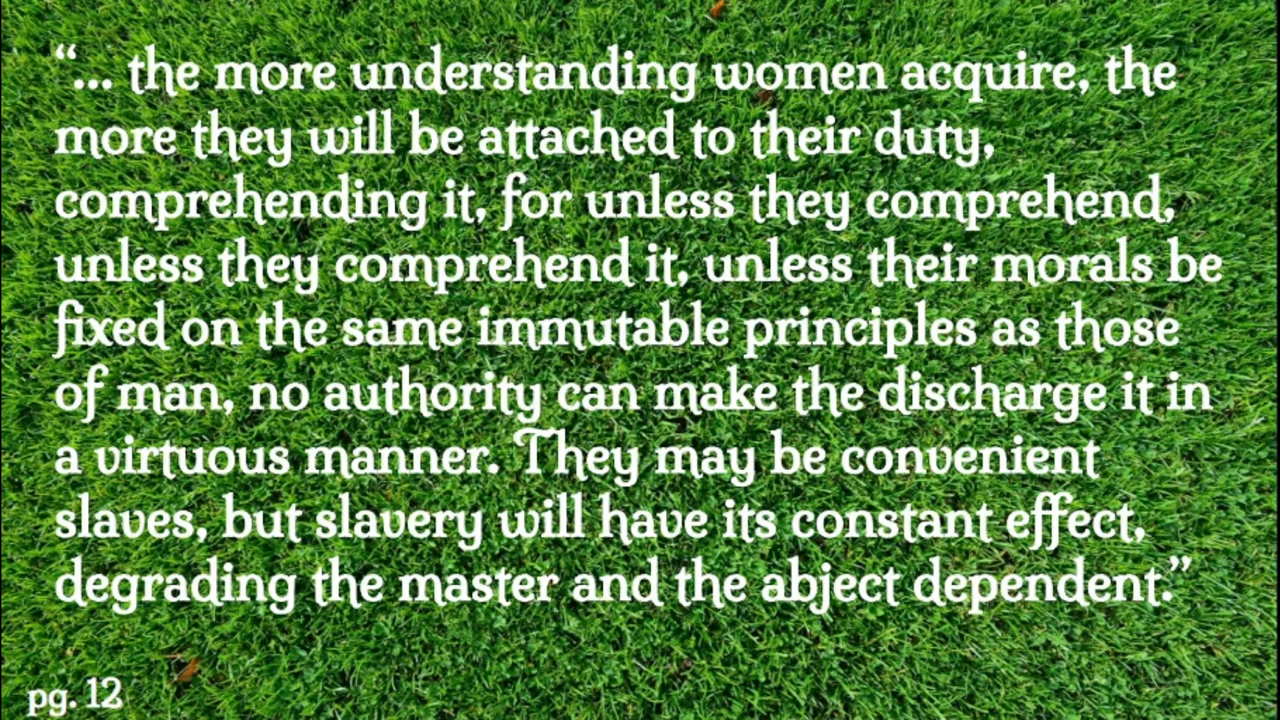 “... the more understanding women acquire, the
more they will be attached to their duty,
comprehending it, for unless they comprehend,
unless they comprehend it, unless their morals be
fixed on the same immutable principles as those
of man, no authority can make the discharge it in
a virtuous manner. They may be convenient
slaves, but slavery will have its constant effect,
degrading the master and the abject dependent.”
pg. 12